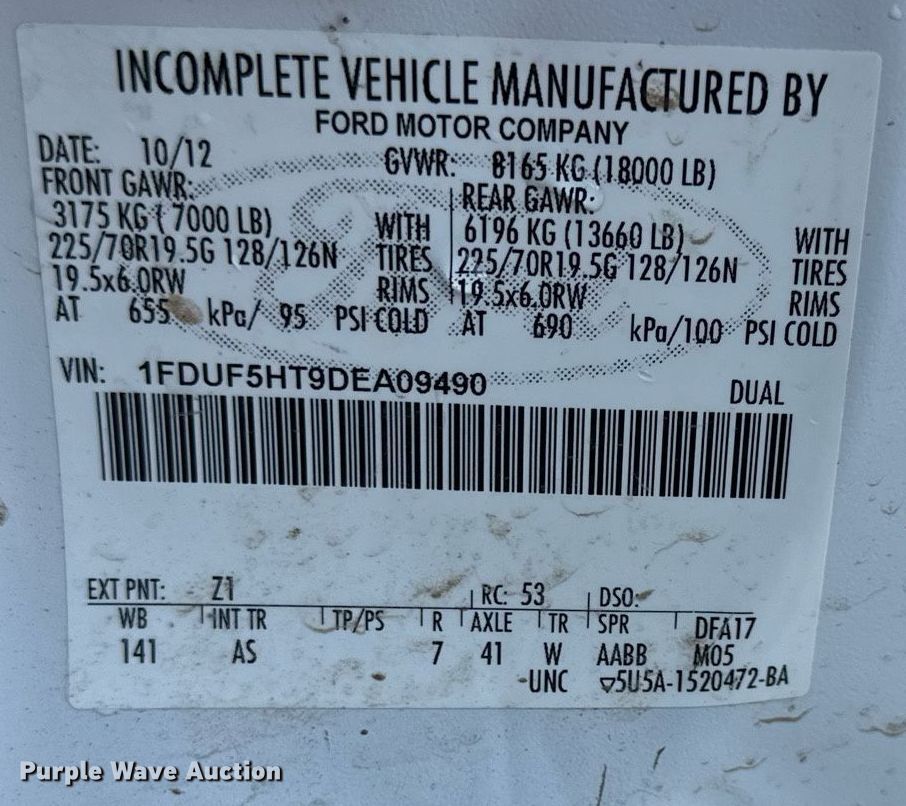 INCOMPLETE VEHICLE MANUFACTURED BY
FORD MOTOR COMPANY
DATE: 10/12 GVWR: 8165 KG (18000 LB)
FRONT GAWR: REAR GAWR:
3175 KG ( 7000 LB) WITH 6196 KG (13660 LB) WITH
225/70R19.5G 128/126N TIRES 225/70R19.5G 128/126N TIRES
19.5x6.0RW RIMS 19.5x6.0RW RIMS
AT 655 kPa/ 95 PSI COLD AT 690 kPa/100 PSI COLD
VIN: 1FDUF5HT9DEA09490 DUAL
EXT PNT: Z1 RC: 53 DSO:
WB INT TR TP/PS R AXLE TR SPR DFA17
141 AS 7 41 W AABB M05
-UNC ▽5U5A-1520472-BA
Purple Wave Auction